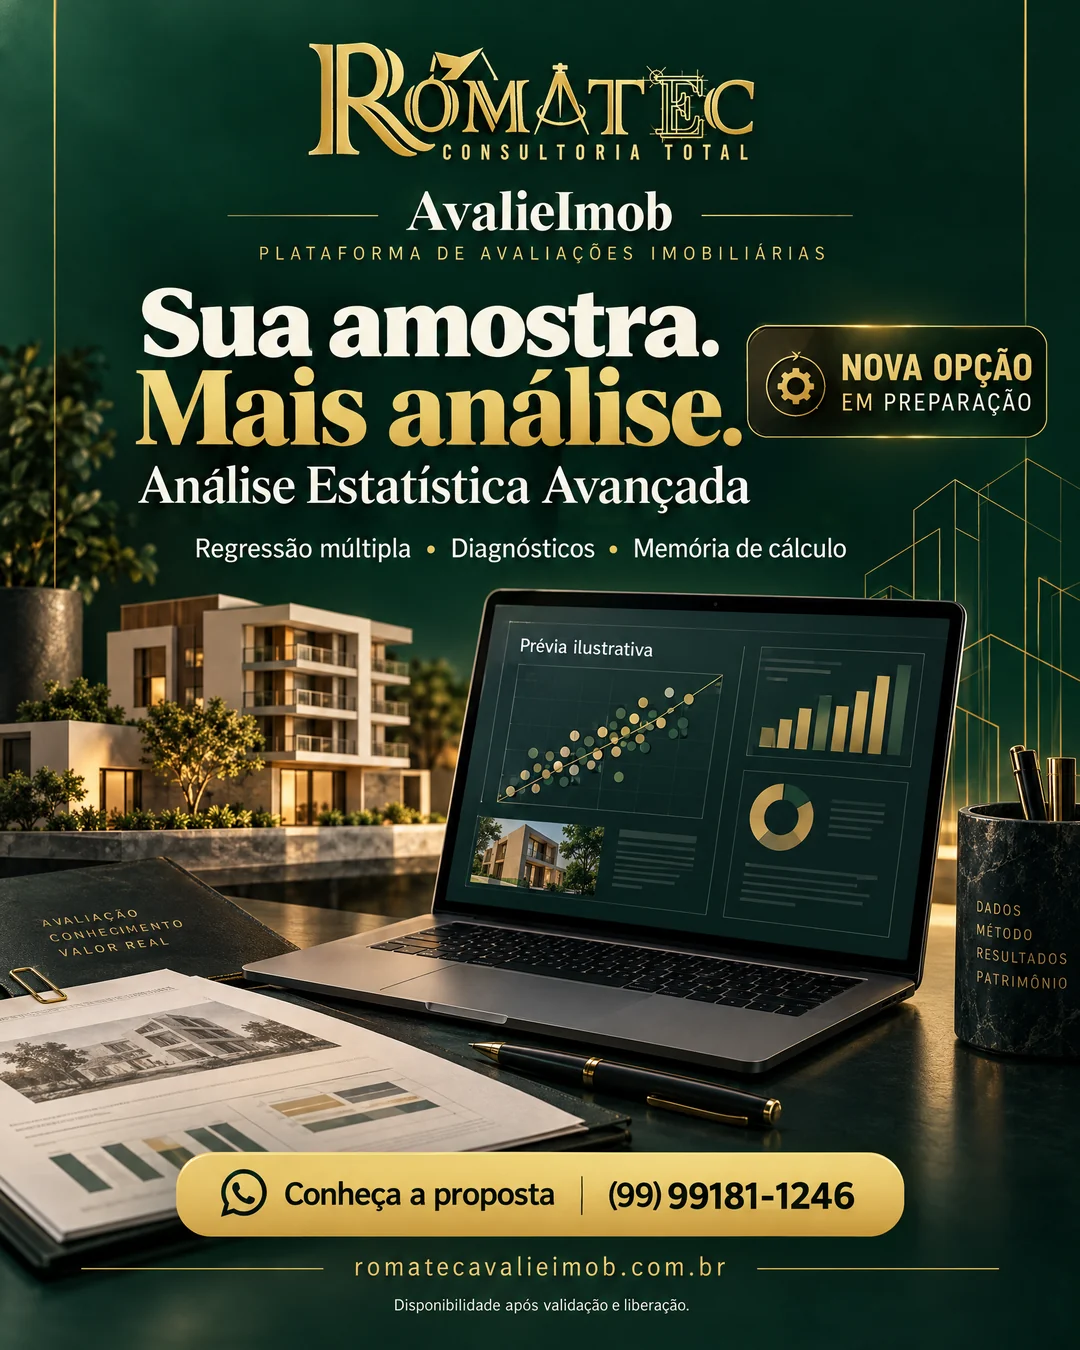 ROMATEC
CONSULTORIA TOTAL
AvalieImob
PLATAFORMA DE AVALIAÇÕES IMOBILIÁRIAS
Sua amostra.
Mais análise.
NOVA OPÇÃO
EM PREPARAÇÃO
Análise Estatística Avançada
Regressão múltipla • Diagnósticos • Memória de cálculo
Prévia ilustrativa
AVALIAÇÃO
CONHECIMENTO
VALOR REAL
DADOS
MÉTODO
RESULTADOS
PATRIMÔNIO
Conheça a proposta | (99) 99181-1246
romatecavalieimob.com.br
Disponibilidade após validação e liberação.